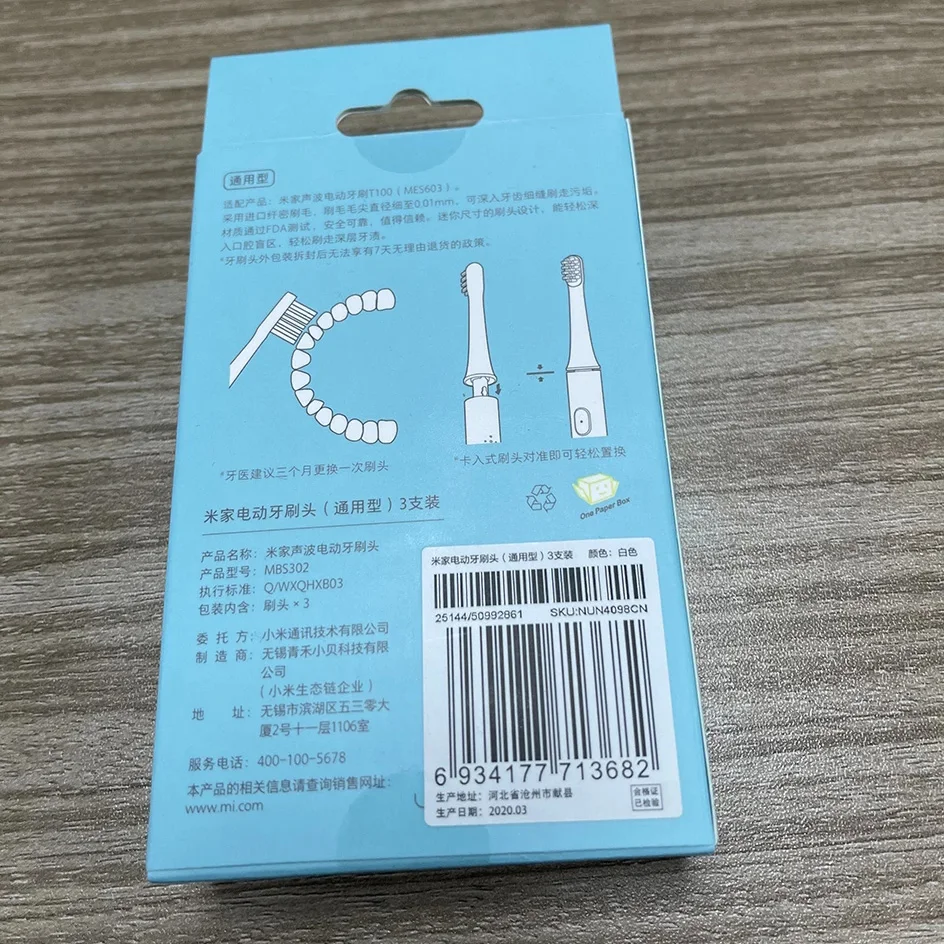 通用型
适配产品：米家声波电动牙刷T100（MES603）。
采用进口纤密刷毛，刷毛毛尖直径细至0.01mm，可深入牙齿细缝刷走污垢。
材质通过FDA测试，安全可靠，值得信赖。迷你尺寸的刷头设计，能轻松深
入口腔盲区，轻松刷走深层牙渍。
*牙刷头外包装拆封后无法享有7天无理由退货的政策。
*牙医建议三个月更换一次刷头
*卡入式刷头对准即可轻松置换
One Paper Box
米家电动牙刷头（通用型）3支装
产品名称：米家声波电动牙刷头
产品型号：MBS302
执行标准：Q/WXQHXB03
包装内含：刷头×3
委托方：小米通讯技术有限公司
制造商：无锡青禾小贝科技有限
公司
（小米生态链企业）
地址：无锡市滨湖区五三零大
厦2号十一层1106室
服务电话：400-100-5678
本产品的相关信息请查询销售网址：
www.mi.com
米家电动牙刷头（通用型）3支装 颜色：白色
25144/50992861 SKU:NUN4098CN
6 934177 713682
生产地址：河北省沧州市献县
生产日期：2020.03
合格证
已检验